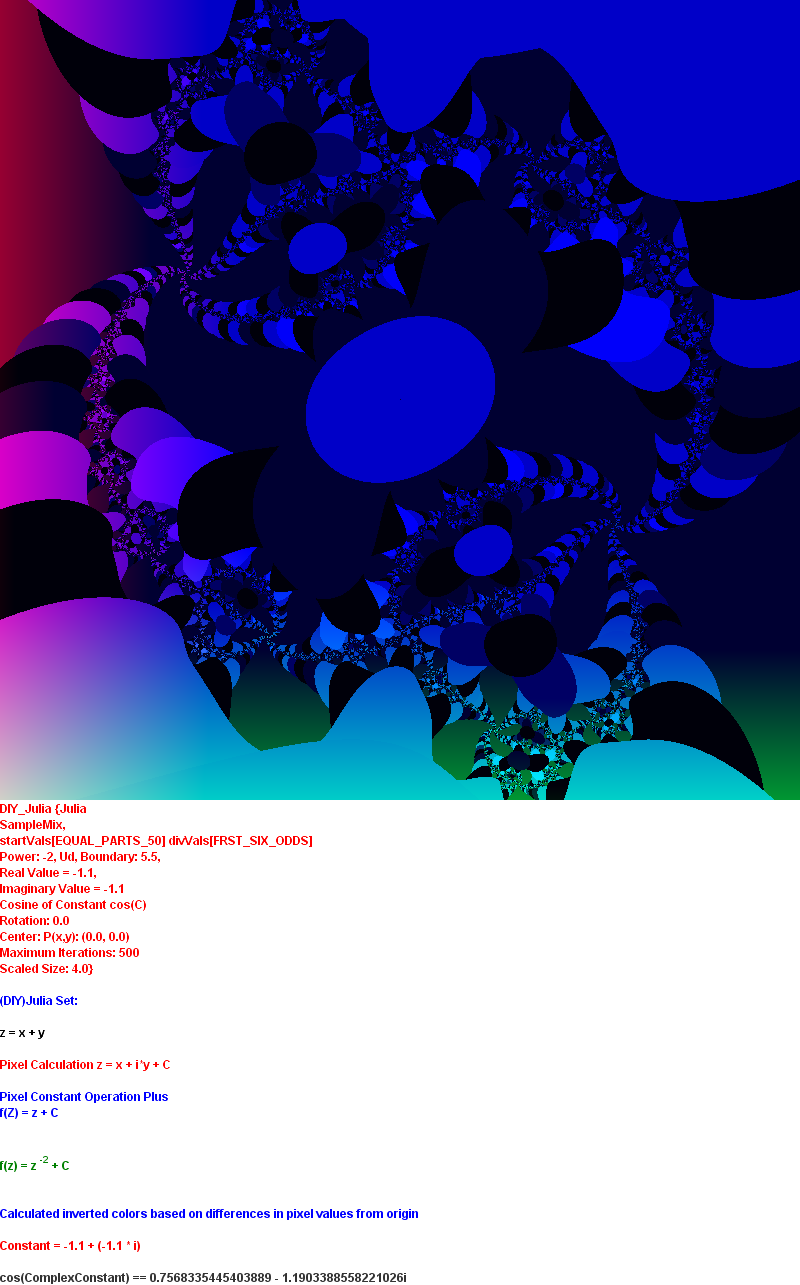 DIY_Julia {Julia
SampleMix,
startVals[EQUAL_PARTS_50] divVals[FRST_SIX_ODDS]
Power: -2, Ud, Boundary: 5.5,
Real Value = -1.1,
Imaginary Value = -1.1
Cosine of Constant cos(C)
Rotation: 0.0
Center: P(x,y): (0.0, 0.0)
Maximum Iterations: 500
Scaled Size: 4.0}
(DIY)Julia Set:
z = x + y
Pixel Calculation z = x + i*y + C
Pixel Constant Operation Plus
f(Z) = z + C
f(z) = z ^-2 + C
Calculated inverted colors based on differences in pixel values from origin
Constant = -1.1 + (-1.1 * i)
cos(ComplexConstant) == 0.7568335445403889 - 1.1903388558221026i